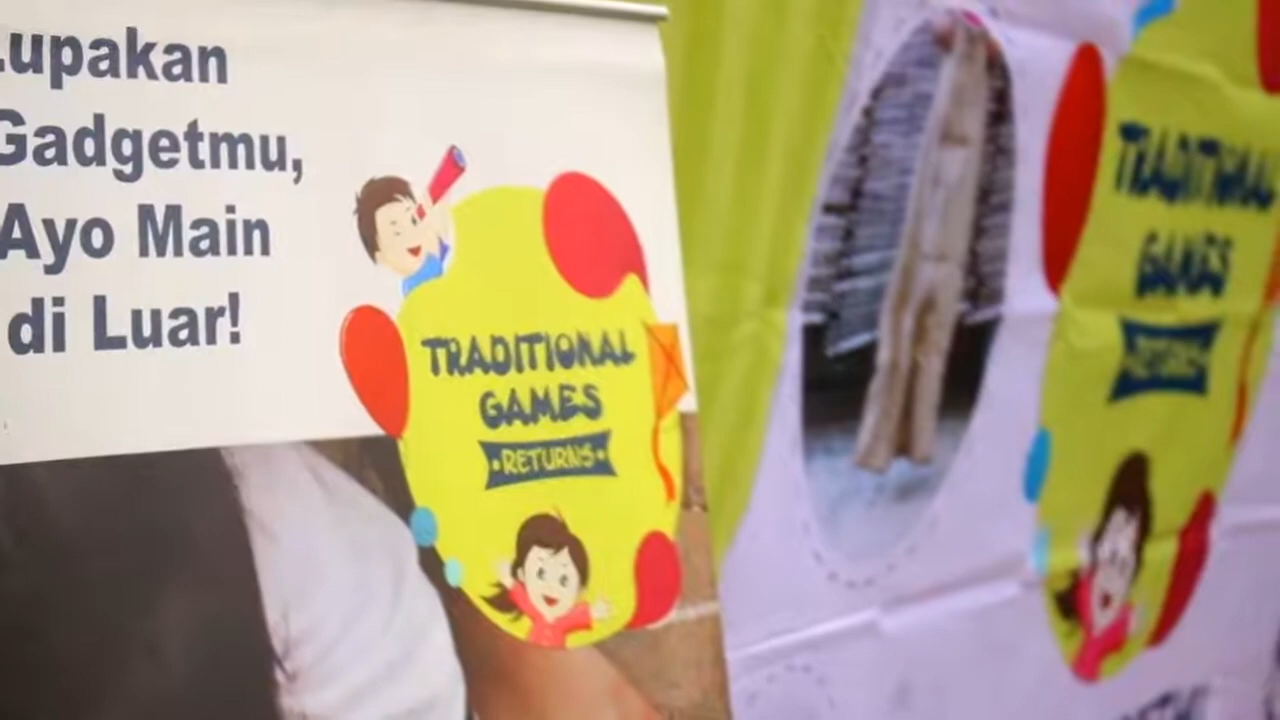 Lupakan
Gadgetmu,
Ayo Main
di Luar!
TRADITIONAL
GAMES
•RETURNS•
TRADITIONAL
GAMES